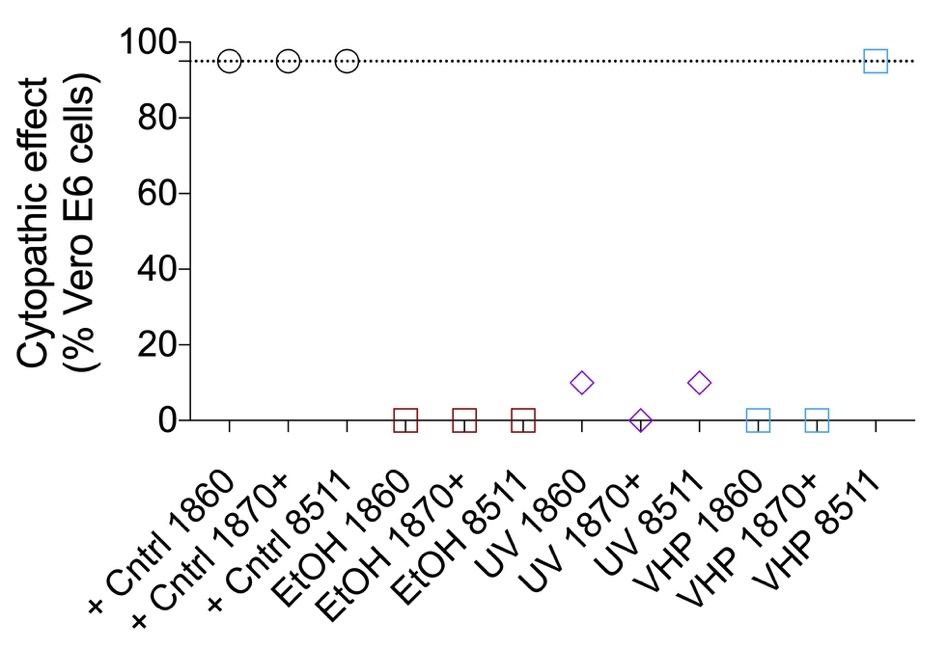 Cytopathic effect
(% Vero E6 cells)
100
80
60
40
20
0
+ Cntrl 1860
+ Cntrl 1870+
+ Cntrl 8511
EtOH 1860
EtOH 1870+
EtOH 8511
UV 1860
UV 1870+
UV 8511
VHP 1860
VHP 1870+
VHP 8511